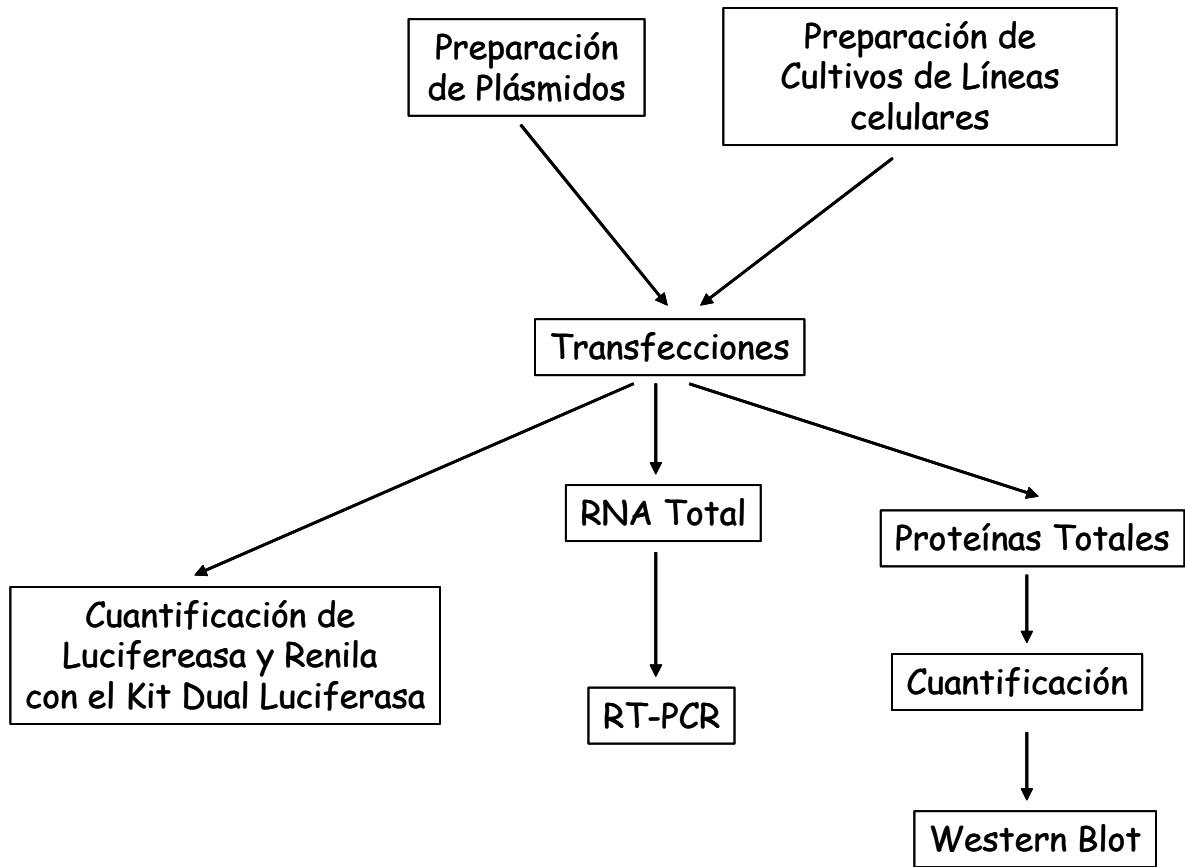 Preparación
de Plásmidos
Preparación de
Cultivos de Líneas
celulares
Transfecciones
RNA Total
Proteínas Totales
Cuantificación de
Lucifereasa y Renila
con el Kit Dual Luciferasa
Cuantificación
RT-PCR
Western Blot